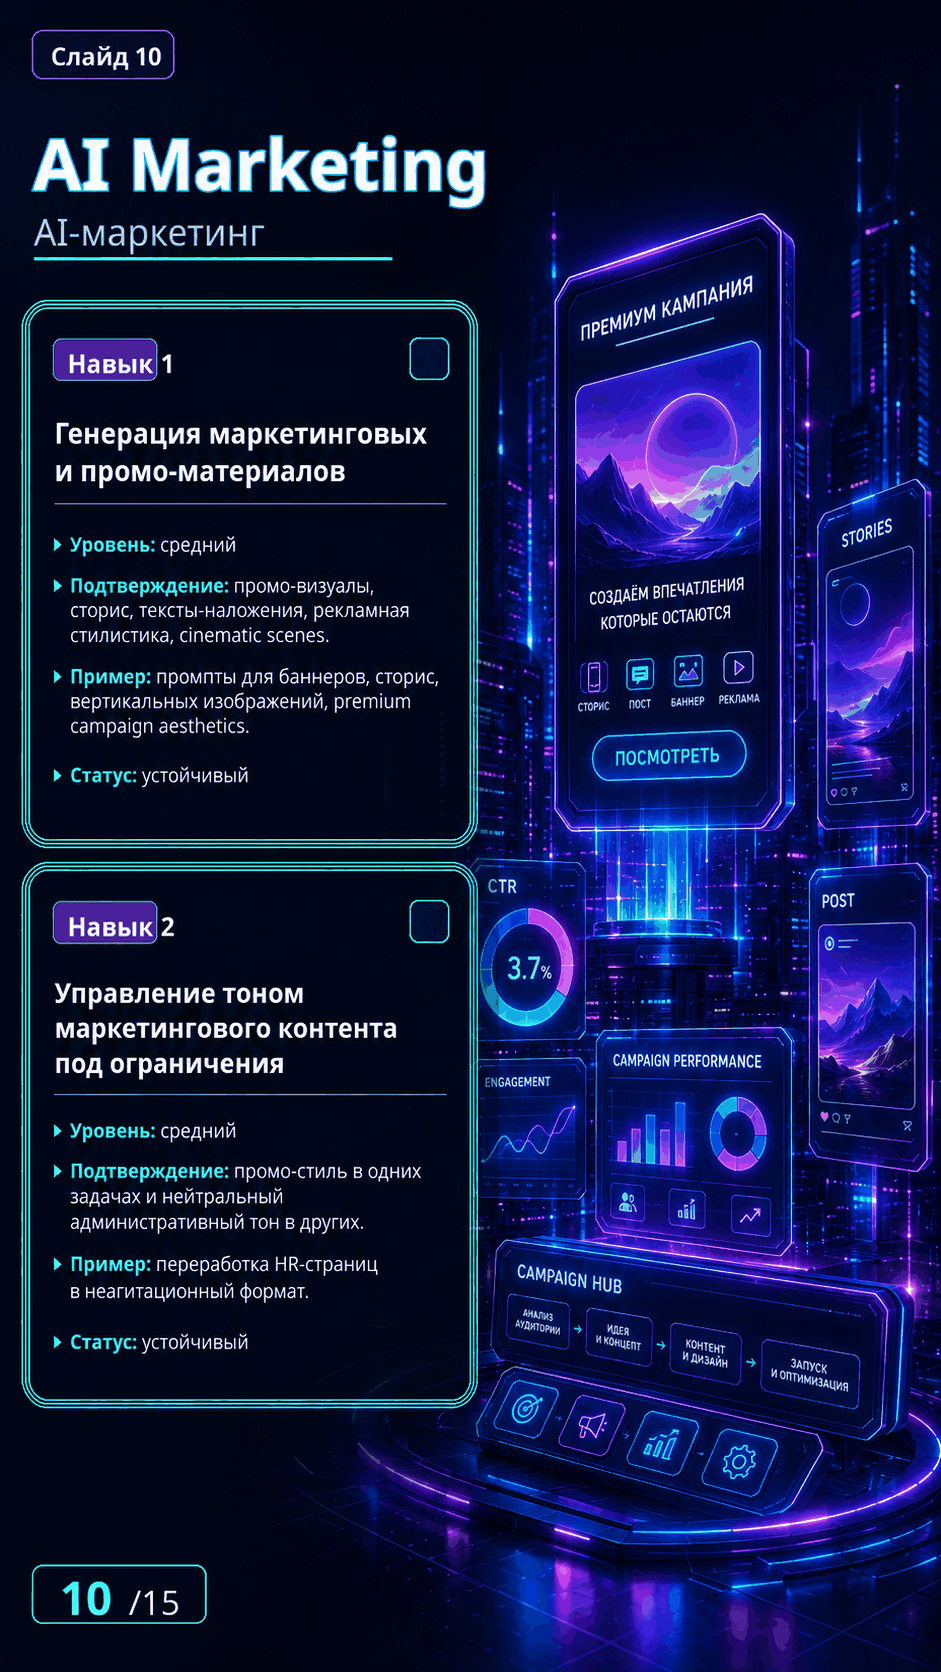 Слайд 10
AI Marketing
AI-маркетинг
Навык 1
Генерация маркетинговых
и промо-материалов
Уровень: средний
Подтверждение: промо-визуалы,
сторис, тексты-наложения, рекламная
стилистика, cinematic scenes.
Пример: промпты для баннеров, сторис,
вертикальных изображений, premium
campaign aesthetics.
Статус: устойчивый
Навык 2
Управление тоном
маркетингового контента
под ограничения
Уровень: средний
Подтверждение: промо-стиль в одних
задачах и нейтральный
административный тон в других.
Пример: переработка HR-страниц
в неагитационный формат.
Статус: устойчивый
10 /15
ПРЕМИУМ КАМПАНИЯ
СОЗДАЁМ ВПЕЧАТЛЕНИЯ
КОТОРЫЕ ОСТАЮТСЯ
СТОРИС ПОСТ БАННЕР РЕКЛАМА
ПОСМОТРЕТЬ
STORIES
POST
CTR
3.7%
ENGAGEMENT
CAMPAIGN PERFORMANCE
CAMPAIGN HUB
АНАЛИЗ
АУДИТОРИИ
ИДЕЯ
И КОНЦЕПТ
КОНТЕНТ
И ДИЗАЙН
ЗАПУСК
И ОПТИМИЗАЦИЯ